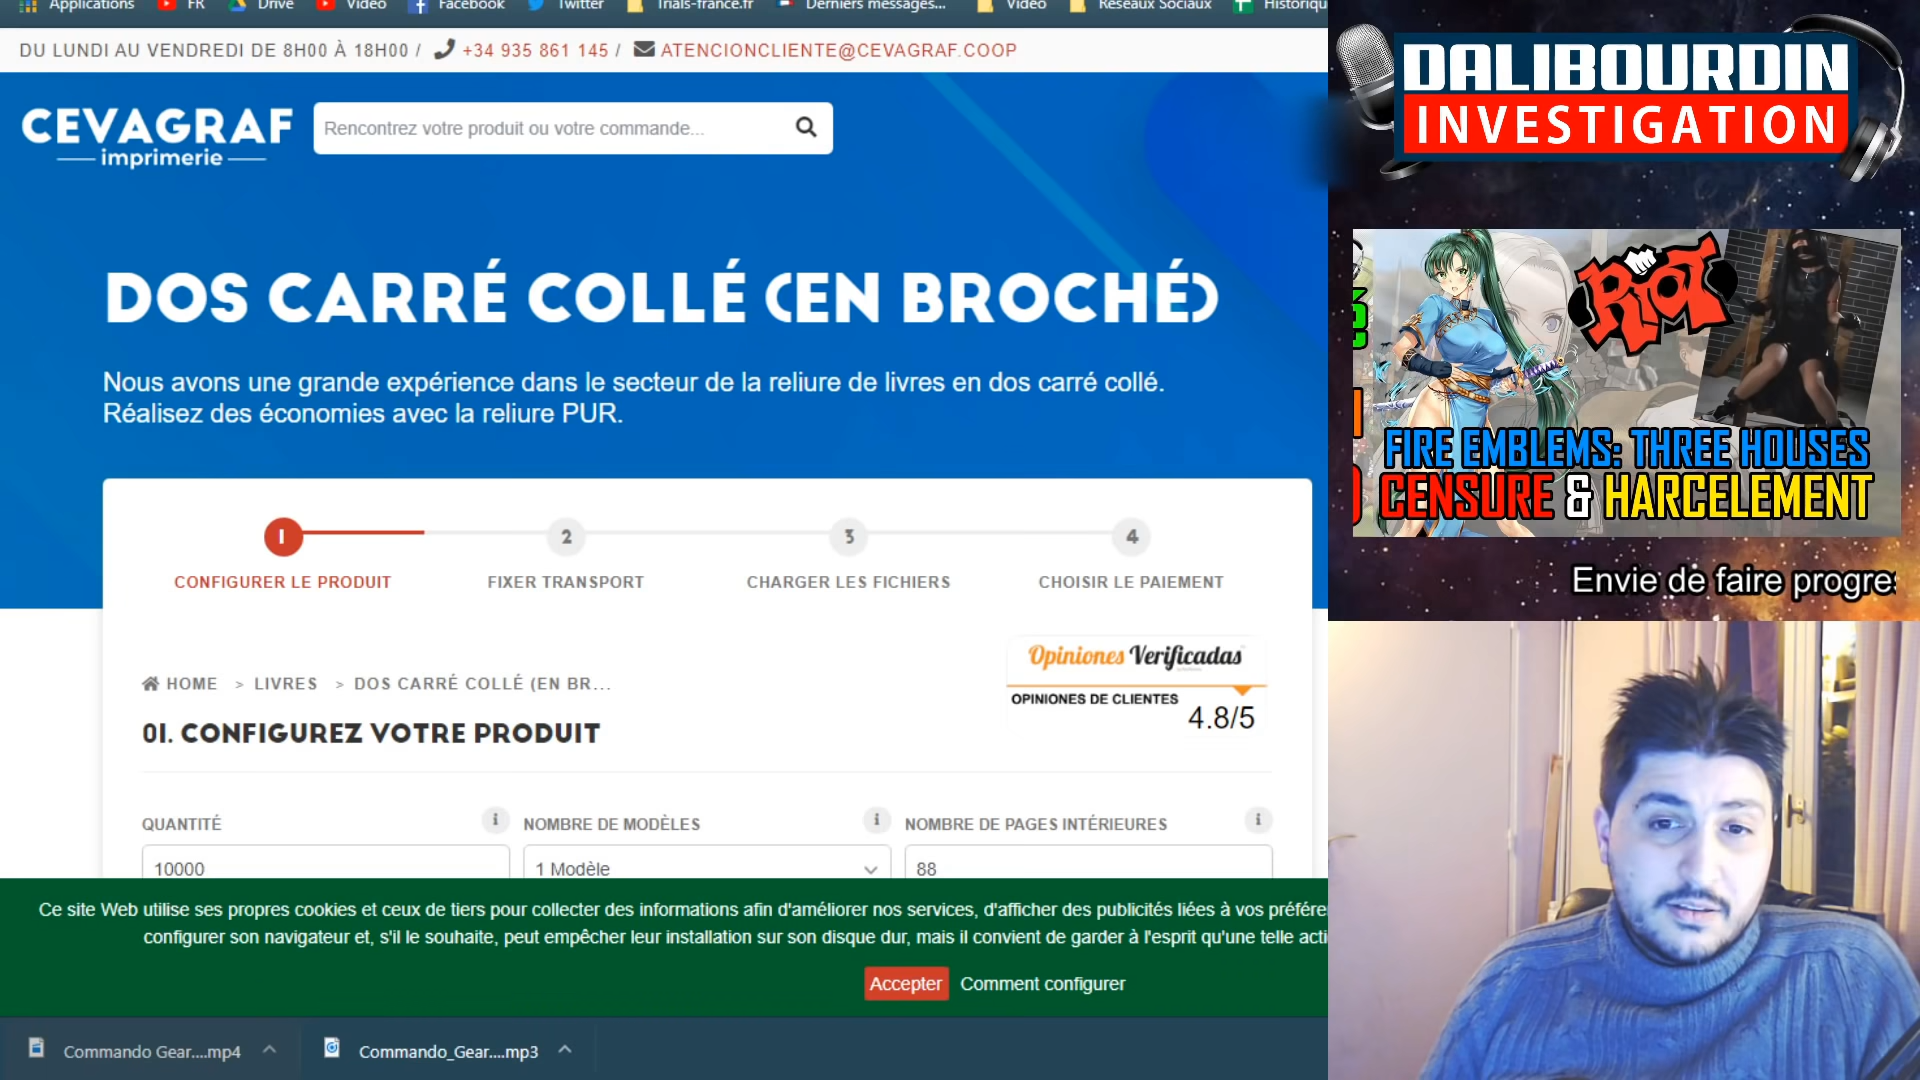 Applications
FR
Drive
Video
Facebook
Twitter
Trials-france.fr
Derniers messages...
Video
Réseaux Sociaux
Historiqu
DU LUNDI AU VENDREDI DE 8H00 À 18H00 / +34 935 861 145 / ATENCIONCLIENTE@CEVAGRAF.COOP
CEVAGRAF
imprimerie
Rencontrez votre produit ou votre commande...
DOS CARRÉ COLLÉ (EN BROCHÉ)
Nous avons une grande expérience dans le secteur de la reliure de livres en dos carré collé.
Réalisez des économies avec la reliure PUR.
1
2
3
4
CONFIGURER LE PRODUIT
FIXER TRANSPORT
CHARGER LES FICHIERS
CHOISIR LE PAIEMENT
HOME > LIVRES > DOS CARRÉ COLLÉ (EN BR...
Opiniones Verificadas
OPINIONES DE CLIENTES
4.8/5
01. CONFIGUREZ VOTRE PRODUIT
QUANTITÉ
i
NOMBRE DE MODÈLES
i
NOMBRE DE PAGES INTÉRIEURES
i
10000
1 Modèle
88
Ce site Web utilise ses propres cookies et ceux de tiers pour collecter des informations afin d'améliorer nos services, d'afficher des publicités liées à vos préfére
configurer son navigateur et, s'il le souhaite, peut empêcher leur installation sur son disque dur, mais il convient de garder à l'esprit qu'une telle acti
Accepter
Comment configurer
Commando Gear....mp4
Commando_Gear....mp3
DALIBOURDIN
INVESTIGATION
RIOT
FIRE EMBLEMS: THREE HOUSES
CENSURE & HARCELEMENT
Envie de faire progre